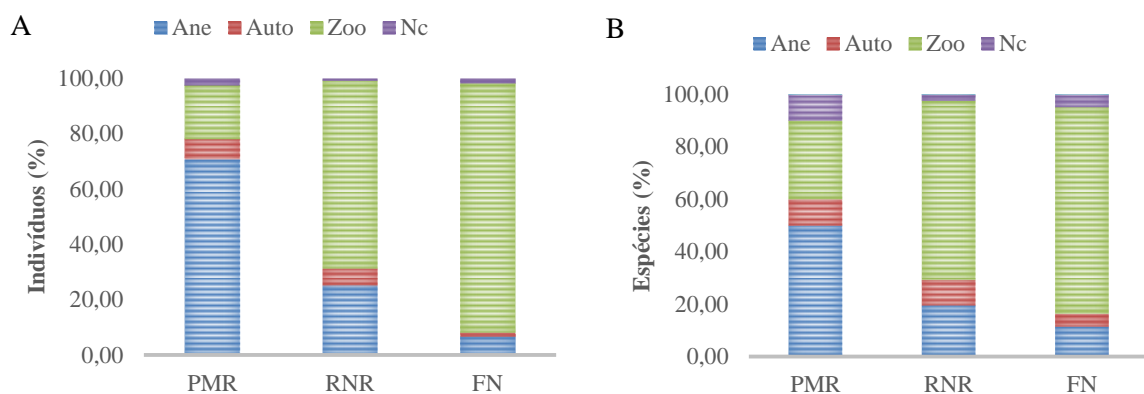 A
Ane Auto Zoo Nc
Indivíduos (%)
100,00
80,00
60,00
40,00
20,00
0,00
PMR RNR FN
B
Ane Auto Zoo Nc
Espécies (%)
100,00
80,00
60,00
40,00
20,00
0,00
PMR RNR FN